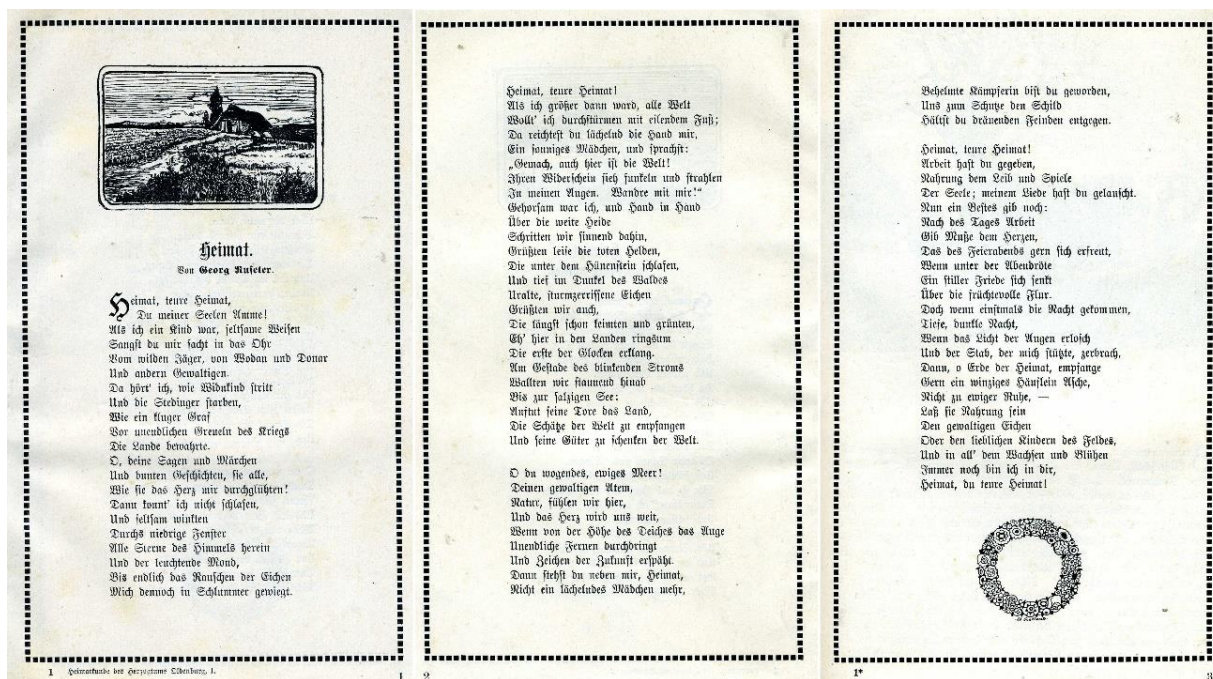 Heimat.
Von Georg Ruseler.
Heimat, teure Heimat,
Du meiner Seelen Amme!
Als ich ein Kind war, seltsame Weisen
Sangst du mir sacht in das Ohr
Vom wilden Jäger, von Wodan und Donar
Und andern Gewaltigen.
Da hört' ich, wie Widukind stritt
Und die Stedinger starben,
Wie ein kluger Graf
Vor unendlichen Greueln des Kriegs
Die Lande bewahrte.
O, deine Sagen und Märchen
Und bunten Geschichten, sie alle,
Wie sie das Herz mir durchglühten!
Dann konnt' ich nicht schlafen,
Und seltsam winkten
Durchs niedrige Fenster
Alle Sterne des Himmels herein
Und der leuchtende Mond,
Bis endlich das Rauschen der Eichen
Mich dennoch in Schlummer gewiegt.
1 Heimatkunde des Herzogtums Oldenburg, I.
1
Heimat, teure Heimat!
Als ich größer dann ward, alle Welt
Wollt' ich durchstürmen mit eilendem Fuß;
Da reichtest du lächelnd die Hand mir,
Ein sonniges Mädchen, und sprachst:
„Gemach, auch hier ist die Welt!
Ihren Widerschein sieh funkeln und strahlen
In meinen Augen. Wandre mit mir!“
Gehorsam war ich, und Hand in Hand
Über die weite Heide
Schritten wir sinnend dahin,
Grüßten leise die toten Helden,
Die unter dem Hünenstein schlafen,
Und tief im Dunkel des Waldes
Uralte, sturmzerrissene Eichen
Grüßten wir auch,
Die längst schon keimten und grünten,
Eh' hier in den Landen ringsum
Die erste der Glocken erklang.
Am Gestade des blinkenden Stroms
Wallten wir staunend hinab
Bis zur salzigen See:
Auftut seine Tore das Land,
Die Schätze der Welt zu empfangen
Und seine Güter zu schenken der Welt.
O du wogendes, ewiges Meer!
Deinen gewaltigen Atem,
Natur, fühlen wir hier,
Und das Herz wird uns weit,
Wenn von der Höhe des Deiches das Auge
Unendliche Fernen durchdringt
Und Zeichen der Zukunft erspäht.
Dann stehst du neben mir, Heimat,
Nicht ein lächelndes Mädchen mehr,
2
Behelmte Kämpferin bist du geworden,
Uns zum Schutze den Schild
Hältst du dräuenden Feinden entgegen.
Heimat, teure Heimat!
Arbeit hast du gegeben,
Nahrung dem Leib und Spiele
Der Seele; meinem Liede hast du gelauscht.
Nun ein Bestes gib noch:
Nach des Tages Arbeit
Gib Muße dem Herzen,
Das des Feierabends gern sich erfreut,
Wenn unter der Abendröte
Ein stiller Friede sich senkt
Über die früchtevolle Flur.
Doch wenn einstmals die Nacht gekommen,
Tiefe, dunkle Nacht,
Wenn das Licht der Augen erlosch
Und der Stab, der mich stützte, zerbrach,
Dann, o Erde der Heimat, empfange
Gern ein winziges Häuflein Asche,
Nicht zu ewiger Ruhe, —
Laß sie Nahrung sein
Den gewaltigen Eichen
Oder den lieblichen Kindern des Feldes,
Und in all' dem Wachsen und Blühen
Immer noch bin ich in dir,
Heimat, du teure Heimat!
1*
3